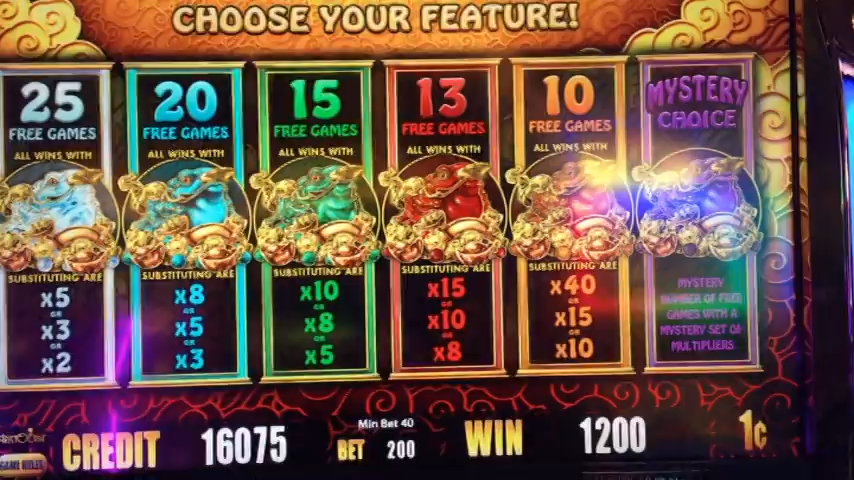 CHOOSE YOUR FEATURE!
25
FREE GAMES
ALL WINS WITH
SUBSTITUTING ARE
x5
OR
x3
OR
x2
20
FREE GAMES
ALL WINS WITH
SUBSTITUTING ARE
x8
OR
x5
OR
x3
15
FREE GAMES
ALL WINS WITH
SUBSTITUTING ARE
x10
OR
x8
OR
x5
13
FREE GAMES
ALL WINS WITH
SUBSTITUTING ARE
x15
OR
x10
OR
x8
10
FREE GAMES
ALL WINS WITH
SUBSTITUTING ARE
x40
OR
x15
OR
x10
MYSTERY
CHOICE
MYSTERY
NUMBER OF FREE
GAMES WITH A
MYSTERY SET OF
MULTIPLIERS
GAME RULES
CREDIT 16075
Min Bet 40
BET 200
WIN 1200
1¢